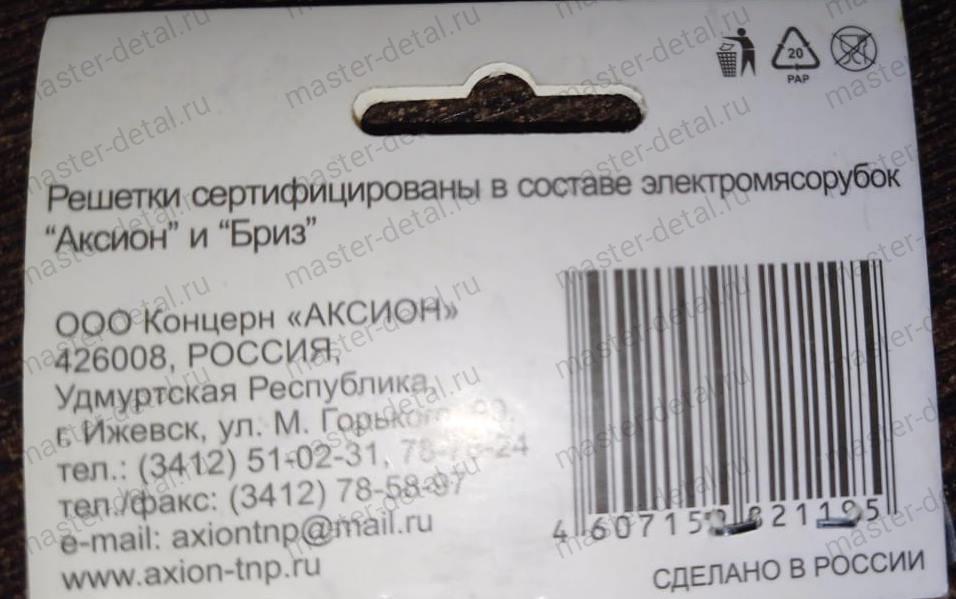 20
PAP
Решетки сертифицированы в составе электромясорубок
“Аксион” и “Бриз”
ООО Концерн «АКСИОН»
426008, РОССИЯ,
Удмуртская Республика,
г. Ижевск, ул. М. Горького, 90,
тел.: (3412) 51-02-31, 78-78-24
тел./факс: (3412) 78-58-97
e-mail: axiontnp@mail.ru
www.axion-tnp.ru
СДЕЛАНО В РОССИИ
master-detal.ru